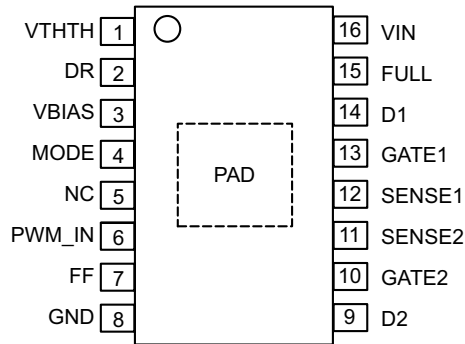 VTHTH 1
DR 2
VBIAS 3
MODE 4
NC 5
PWM_IN 6
FF 7
GND 8
PAD
16 VIN
15 FULL
14 D1
13 GATE1
12 SENSE1
11 SENSE2
10 GATE2
9 D2